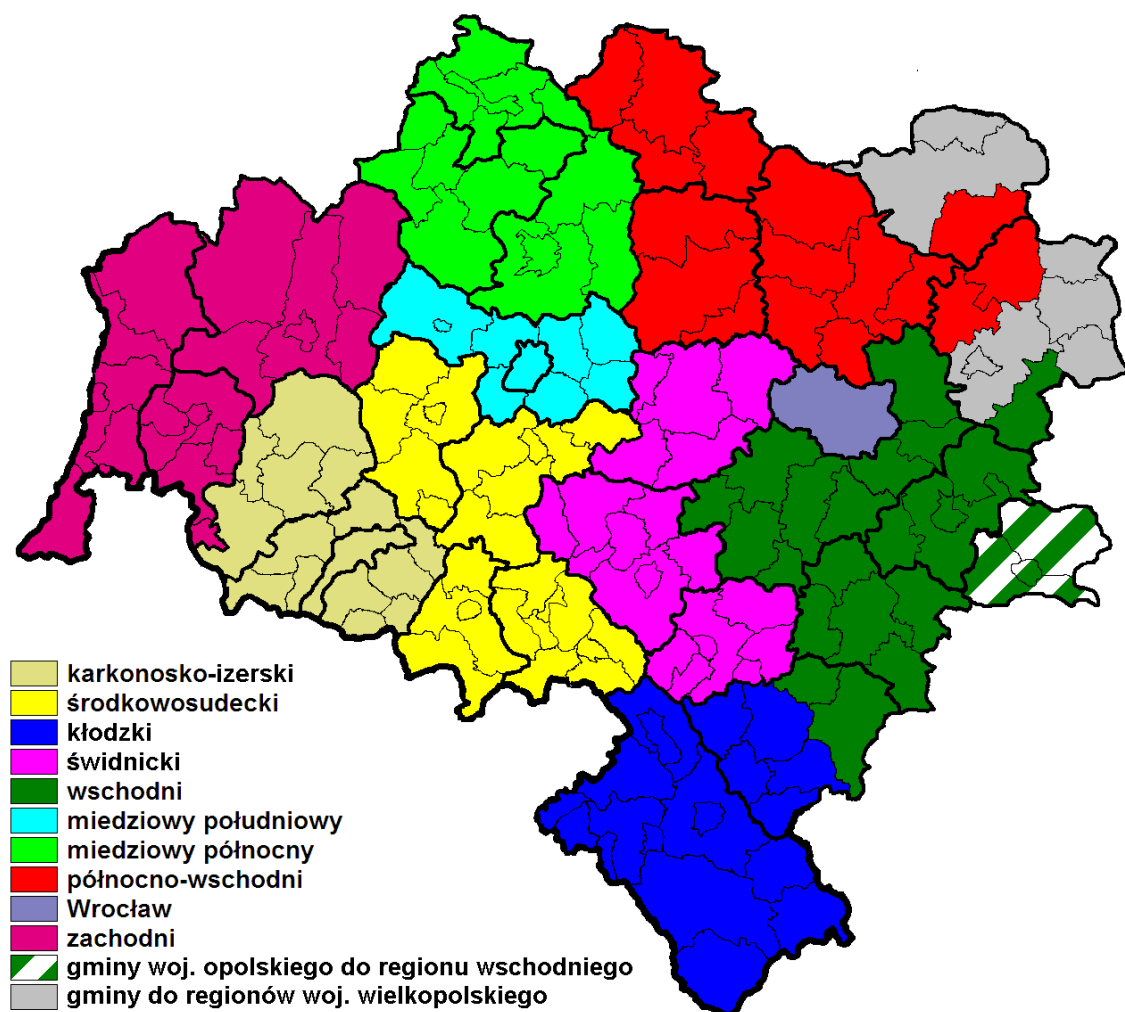 karkonosko-izerski
środkowosudecki
kłodzki
świdnicki
wschodni
miedziowy południowy
miedziowy północny
północno-wschodni
Wrocław
zachodni
gminy woj. opolskiego do regionu wschodniego
gminy do regionów woj. wielkopolskiego